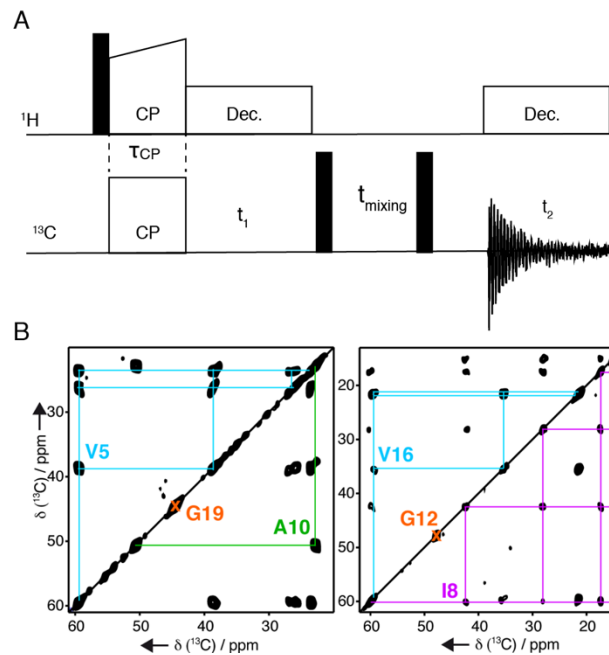 A
¹H
CP
Dec.
Dec.
τCP
¹³C
CP
t₁
tmixing
t₂
B
30
40
50
60
δ (¹³C) / ppm
V5
G19
A10
60
50
40
30
δ (¹³C) / ppm
20
30
40
50
60
δ (¹³C) / ppm
V16
G12
I8
60
50
40
30
20
δ (¹³C) / ppm